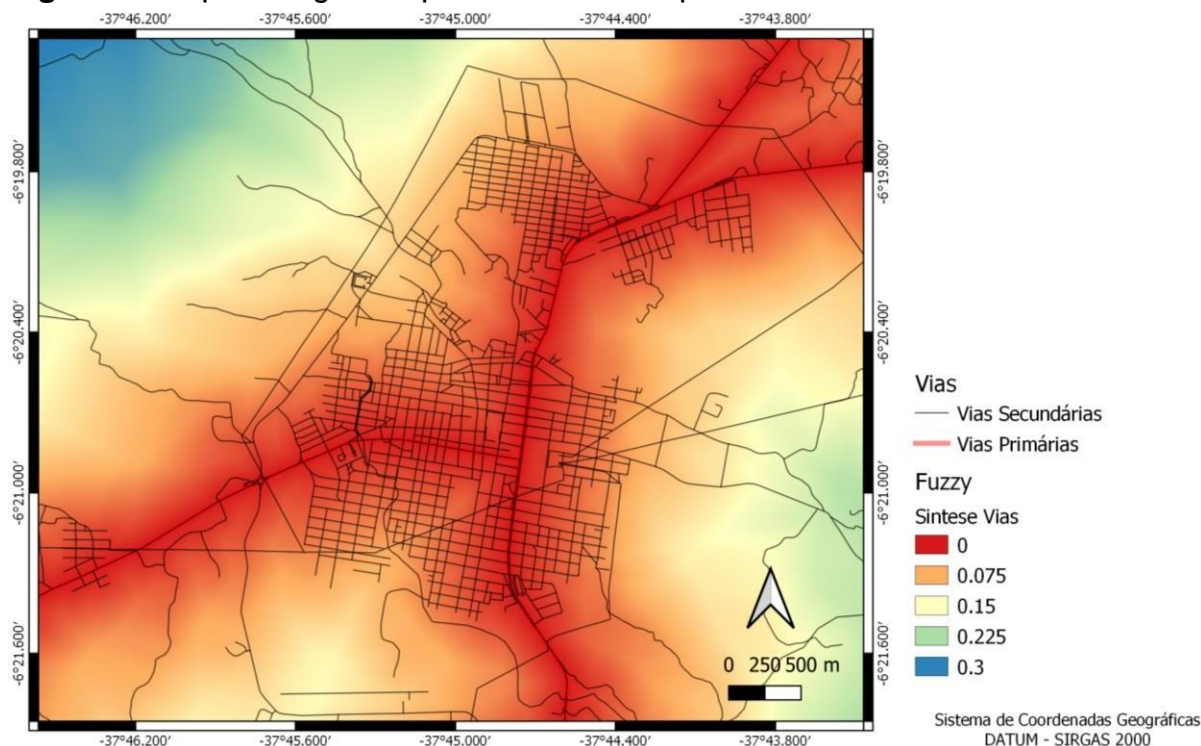 -37°46.200' -37°45.600' -37°45.000' -37°44.400' -37°43.800'
-6°19.800' -6°19.800'
-6°20.400' -6°20.400'
-6°21.000' -6°21.000'
-6°21.600' -6°21.600'
0 250 500 m
-37°46.200' -37°45.600' -37°45.000' -37°44.400' -37°43.800'
Vias
Vias Secundárias
Vias Primárias
Fuzzy
Sintese Vias
0
0.075
0.15
0.225
0.3
Sistema de Coordenadas Geográficas
DATUM - SIRGAS 2000